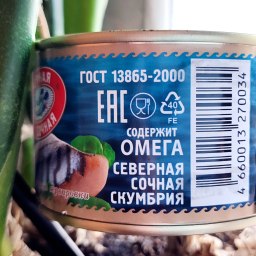 ГОСТ 13865-2000
ЕАС
40
FE
СОДЕРЖИТ
ОМЕГА
СЕВЕРНАЯ
СОЧНАЯ
СКУМБРИЯ
4 660013 270034